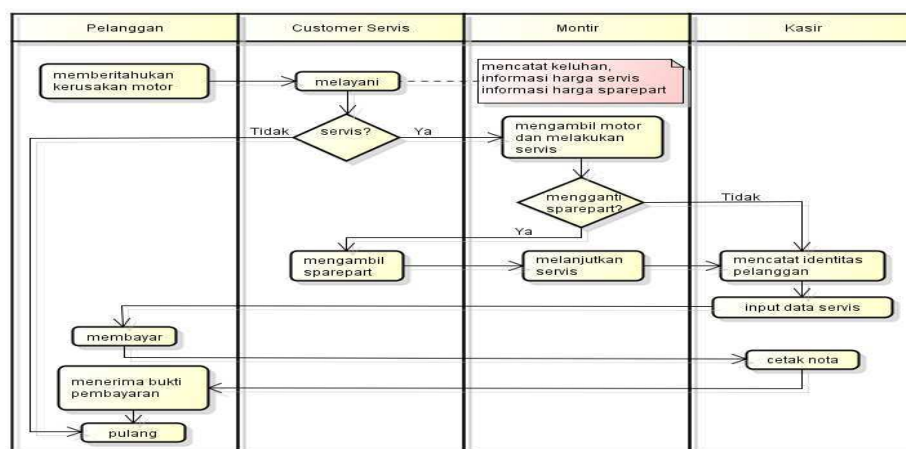 Pelanggan
Customer Servis
Montir
Kasir
memberitahukan
kerusakan motor
melayani
mencatat keluhan,
informasi harga servis
informasi harga sparepart
Tidak
servis?
Ya
mengambil motor
dan melakukan
servis
mengganti
sparepart?
Tidak
Ya
mengambil
sparepart
melanjutkan
servis
mencatat identitas
pelanggan
input data servis
membayar
cetak nota
menerima bukti
pembayaran
pulang